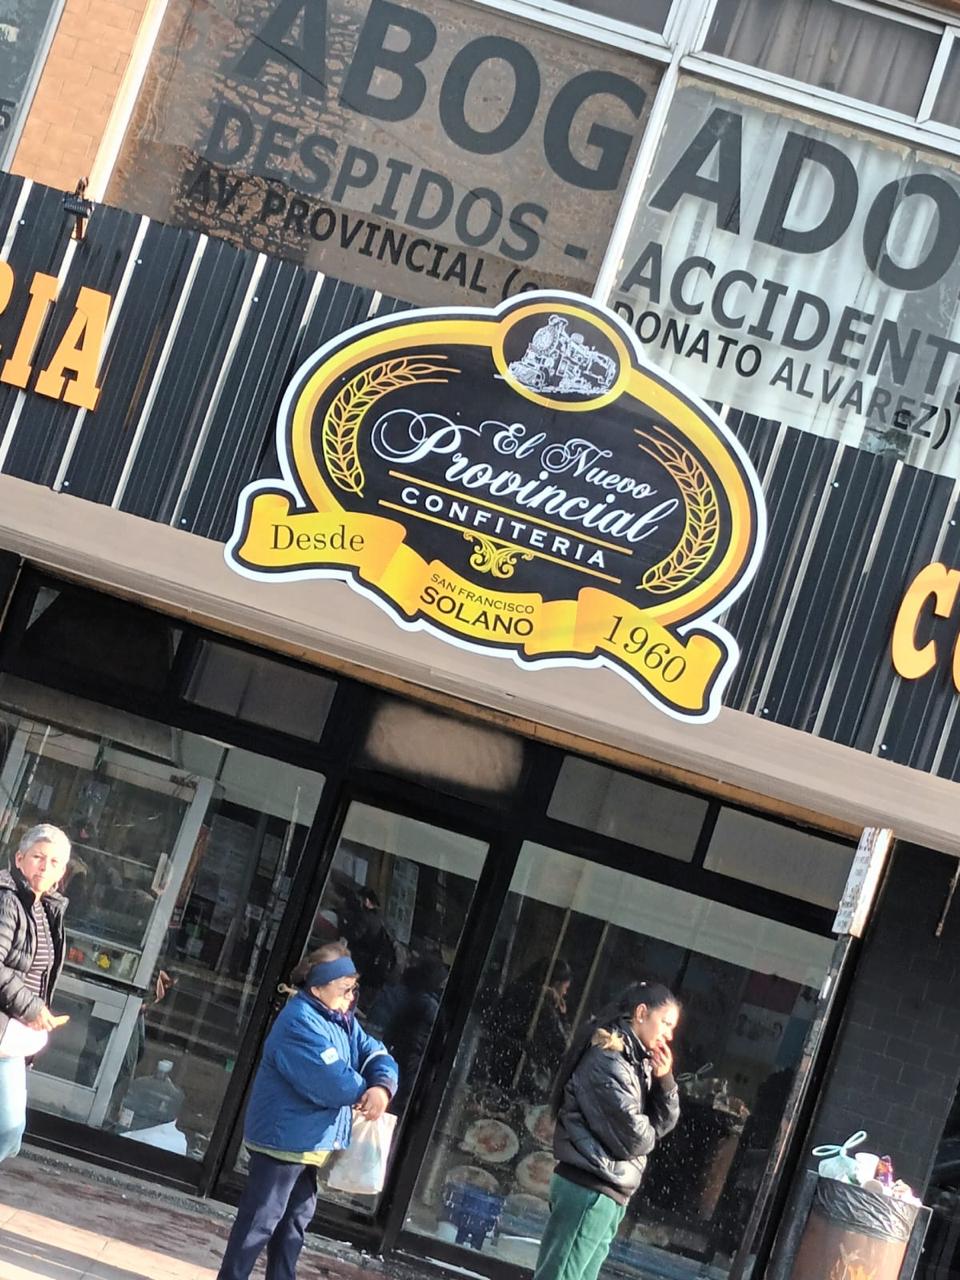 ABOGADO
DESPIDOS - ACCIDENT
AV. PROVINCIAL ( DONATO ALVAREZ)
RIA
El Nuevo
Provincial
CONFITERIA
Desde
SAN FRANCISCO
SOLANO
1960